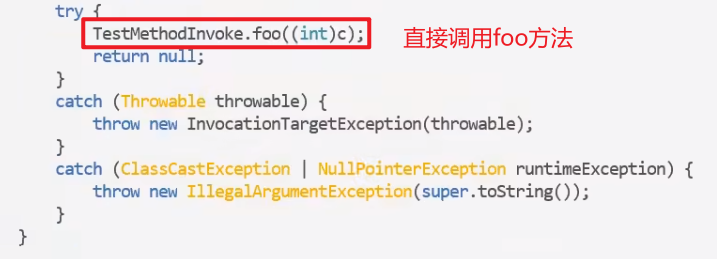 try {
TestMethodInvoke.foo((int)c); 直接调用foo方法
return null;
}
catch (Throwable throwable) {
throw new InvocationTargetException(throwable);
}
catch (ClassCastException | NullPointerException runtimeException) {
throw new IllegalArgumentException(super.toString());
}
}